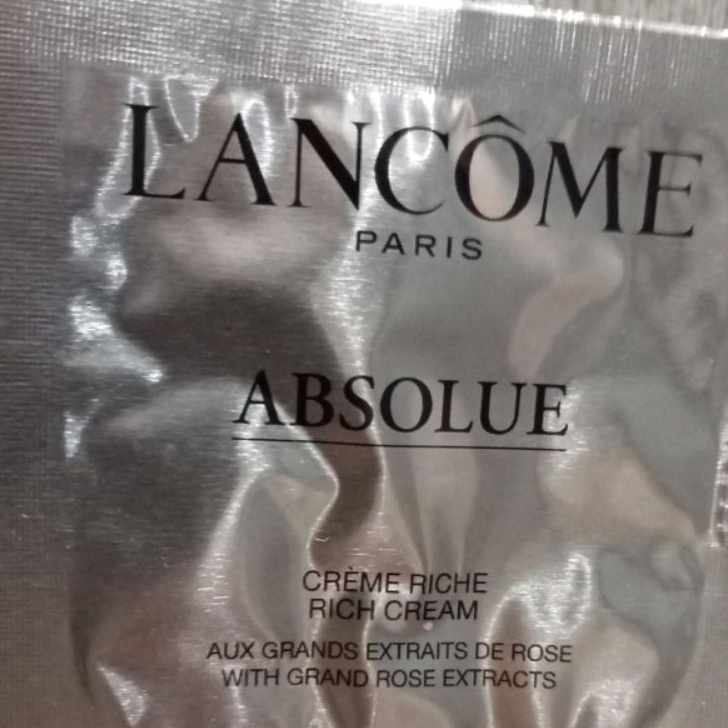 LANCÔME
PARIS
ABSOLUE
CRÈME RICHE
RICH CREAM
AUX GRANDS EXTRAITS DE ROSE
WITH GRAND ROSE EXTRACTS